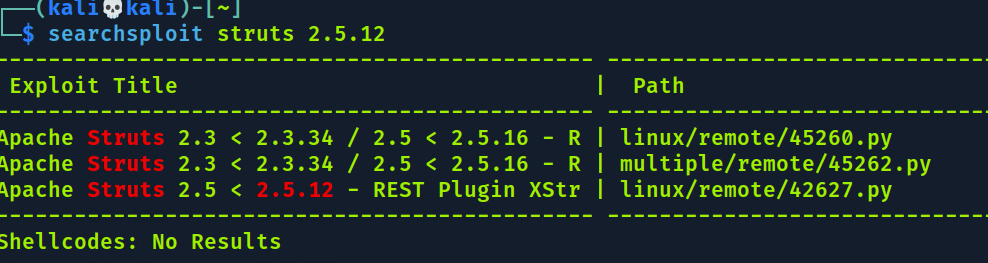 ┌──(kali💀kali)-[~]
└─$ searchsploit struts 2.5.12
---------------------------------------------- ------------------------------
Exploit Title | Path
---------------------------------------------- ------------------------------
Apache Struts 2.3 < 2.3.34 / 2.5 < 2.5.16 - R | linux/remote/45260.py
Apache Struts 2.3 < 2.3.34 / 2.5 < 2.5.16 - R | multiple/remote/45262.py
Apache Struts 2.5 < 2.5.12 - REST Plugin XStr | linux/remote/42627.py
---------------------------------------------- ------------------------------
Shellcodes: No Results